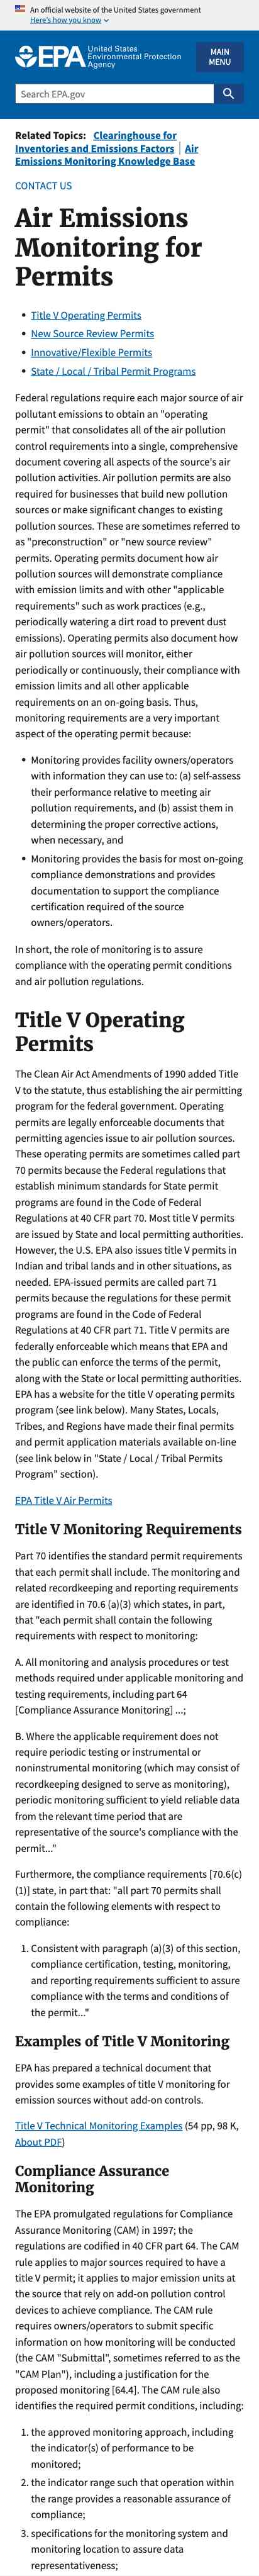 An official website of the United States government
Here's how you know
EPA United States
Environmental Protection
Agency
MAIN
MENU
Search EPA.gov
Related Topics: Clearinghouse for
Inventories and Emissions Factors | Air
Emissions Monitoring Knowledge Base
CONTACT US
Air Emissions
Monitoring for
Permits
• Title V Operating Permits
• New Source Review Permits
• Innovative/Flexible Permits
• State / Local / Tribal Permit Programs
Federal regulations require each major source of air
pollutant emissions to obtain an "operating
permit" that consolidates all of the air pollution
control requirements into a single, comprehensive
document covering all aspects of the source's air
pollution activities. Air pollution permits are also
required for businesses that build new pollution
sources or make significant changes to existing
pollution sources. These are sometimes referred to
as "preconstruction" or "new source review"
permits. Operating permits document how air
pollution sources will demonstrate compliance
with emission limits and with other "applicable
requirements" such as work practices (e.g.,
periodically watering a dirt road to prevent dust
emissions). Operating permits also document how
air pollution sources will monitor, either
periodically or continuously, their compliance with
emission limits and all other applicable
requirements on an on-going basis. Thus,
monitoring requirements are a very important
aspect of the operating permit because:
• Monitoring provides facility owners/operators
with information they can use to: (a) self-assess
their performance relative to meeting air
pollution requirements, and (b) assist them in
determining the proper corrective actions,
when necessary, and
• Monitoring provides the basis for most on-going
compliance demonstrations and provides
documentation to support the compliance
certification required of the source
owners/operators.
In short, the role of monitoring is to assure
compliance with the operating permit conditions
and air pollution regulations.
Title V Operating
Permits
The Clean Air Act Amendments of 1990 added Title
V to the statute, thus establishing the air permitting
program for the federal government. Operating
permits are legally enforceable documents that
permitting agencies issue to air pollution sources.
These operating permits are sometimes called part
70 permits because the Federal regulations that
establish minimum standards for State permit
programs are found in the Code of Federal
Regulations at 40 CFR part 70. Most title V permits
are issued by State and local permitting authorities.
However, the U.S. EPA also issues title V permits in
Indian and tribal lands and in other situations, as
needed. EPA-issued permits are called part 71
permits because the regulations for these permit
programs are found in the Code of Federal
Regulations at 40 CFR part 71. Title V permits are
federally enforceable which means that EPA and
the public can enforce the terms of the permit,
along with the State or local permitting authorities.
EPA has a website for the title V operating permits
program (see link below). Many States, Locals,
Tribes, and Regions have made their final permits
and permit application materials available on-line
(see link below in "State / Local / Tribal Permits
Program" section).
EPA Title V Air Permits
Title V Monitoring Requirements
Part 70 identifies the standard permit requirements
that each permit shall include. The monitoring and
related recordkeeping and reporting requirements
are identified in 70.6 (a)(3) which states, in part,
that "each permit shall contain the following
requirements with respect to monitoring:
A. All monitoring and analysis procedures or test
methods required under applicable monitoring and
testing requirements, including part 64
[Compliance Assurance Monitoring] ...;
B. Where the applicable requirement does not
require periodic testing or instrumental or
noninstrumental monitoring (which may consist of
recordkeeping designed to serve as monitoring),
periodic monitoring sufficient to yield reliable data
from the relevant time period that are
representative of the source's compliance with the
permit..."
Furthermore, the compliance requirements [70.6(c)
(1)] state, in part that: "all part 70 permits shall
contain the following elements with respect to
compliance:
1. Consistent with paragraph (a)(3) of this section,
compliance certification, testing, monitoring,
and reporting requirements sufficient to assure
compliance with the terms and conditions of
the permit..."
Examples of Title V Monitoring
EPA has prepared a technical document that
provides some examples of title V monitoring for
emission sources without add-on controls.
Title V Technical Monitoring Examples (54 pp, 98 K,
About PDF)
Compliance Assurance
Monitoring
The EPA promulgated regulations for Compliance
Assurance Monitoring (CAM) in 1997; the
regulations are codified in 40 CFR part 64. The CAM
rule applies to major sources required to have a
title V permit; it applies to major emission units at
the source that rely on add-on pollution control
devices to achieve compliance. The CAM rule
requires owners/operators to submit specific
information on how monitoring will be conducted
(the CAM "Submittal", sometimes referred to as the
"CAM Plan"), including a justification for the
proposed monitoring [64.4]. The CAM rule also
identifies the required permit conditions, including:
1. the approved monitoring approach, including
the indicator(s) of performance to be
monitored;
2. the indicator range such that operation within
the range provides a reasonable assurance of
compliance;
3. specifications for the monitoring system and
monitoring location to assure data
representativeness;